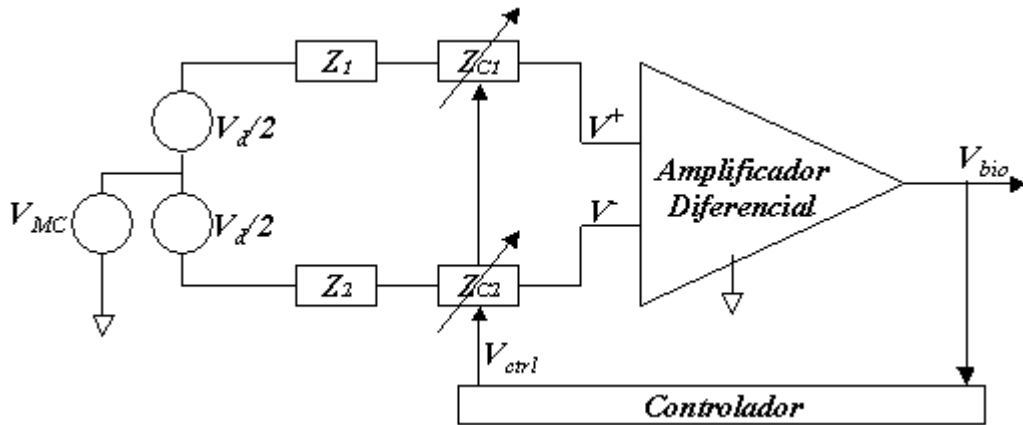 Z1
ZC1
Vd/2
V+
Vbio
Amplificador
Diferencial
VMC
Vd/2
V-
Z2
ZC2
Vctrl
Controlador